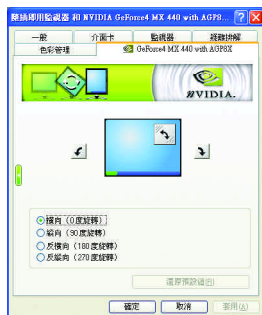 隨插即用監視器 和 NVIDIA GeForce4 MX 440 with AGP8...
一般 介面卡 監視器 疑難排解
色彩管理 GeForce4 MX 440 with AGP8X
NVIDIA.
橫向 (0度旋轉)
縱向 (90度旋轉)
反橫向 (180度旋轉)
反縱向 (270度旋轉)
還原預設值(D)
確定 取消 套用(A)